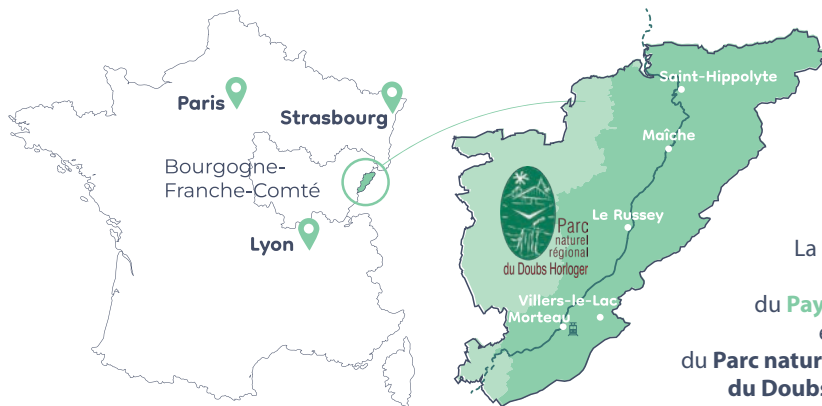 Paris
Strasbourg
Bourgogne-
Franche-Comté
Lyon
Saint-Hippolyte
Maîche
Le Russey
Parc
naturel
régional
du Doubs Horloger
Villers-le-Lac
Morteau
La
du Pay
e
du Parc natur
du Doubs